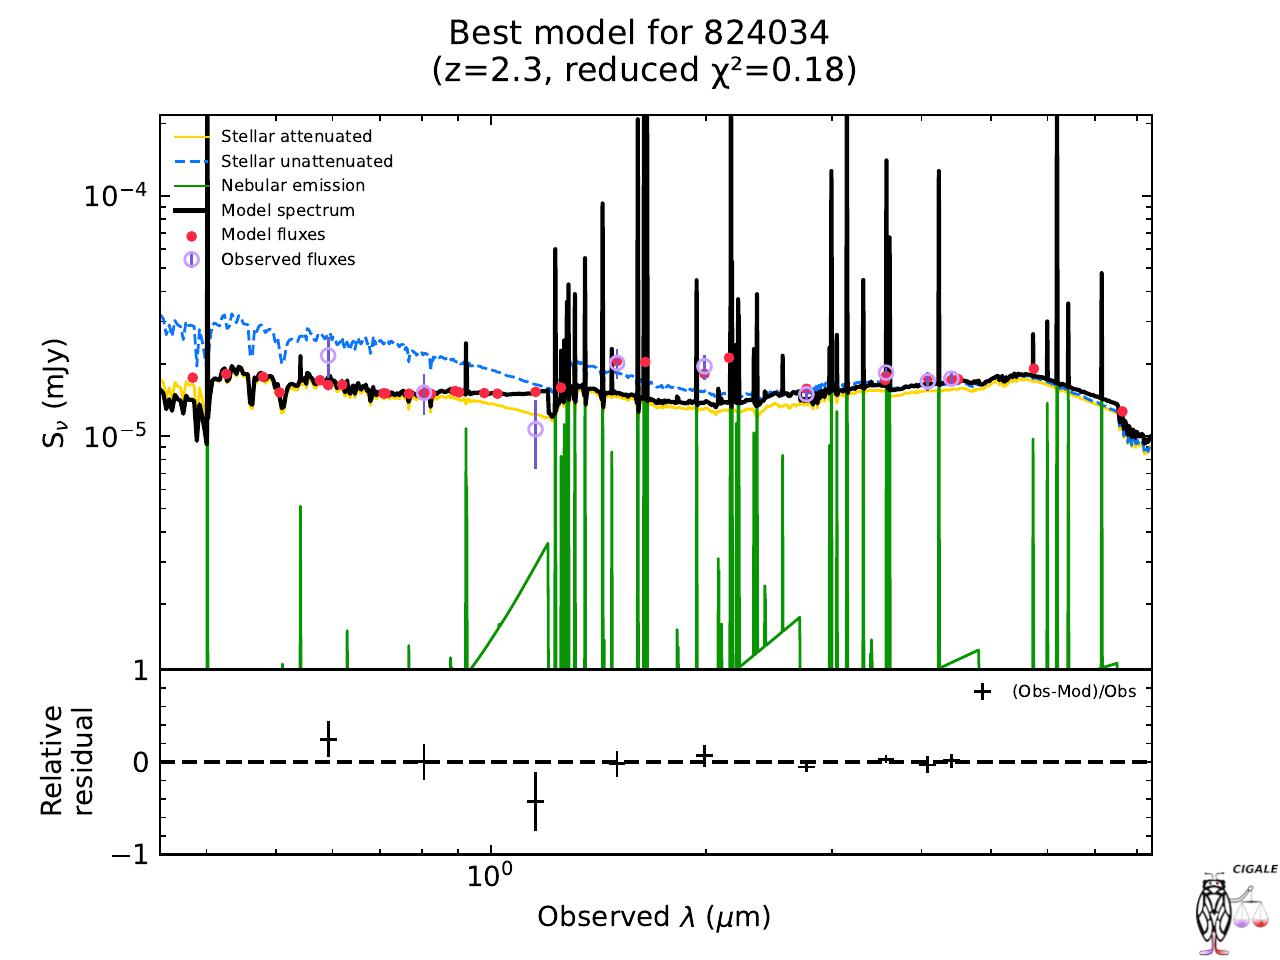 Best model for 824034
(z=2.3, reduced χ²=0.18)
Stellar attenuated
Stellar unattenuated
Nebular emission
Model spectrum
Model fluxes
Observed fluxes
10⁻⁴
10⁻⁵
Sν (mJy)
1
0
−1
Relative
residual
(Obs-Mod)/Obs
10⁰
Observed λ (μm)
CIGALE